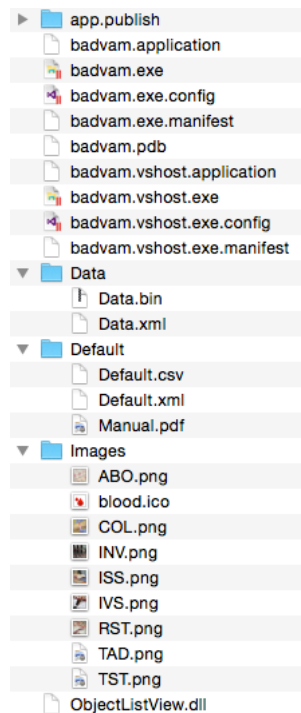 app.publish
badvam.application
badvam.exe
badvam.exe.config
badvam.exe.manifest
badvam.pdb
badvam.vshost.application
badvam.vshost.exe
badvam.vshost.exe.config
badvam.vshost.exe.manifest
Data
Data.bin
Data.xml
Default
Default.csv
Default.xml
Manual.pdf
Images
ABO.png
blood.ico
COL.png
INV.png
ISS.png
IVS.png
RST.png
TAD.png
TST.png
ObjectListView.dll